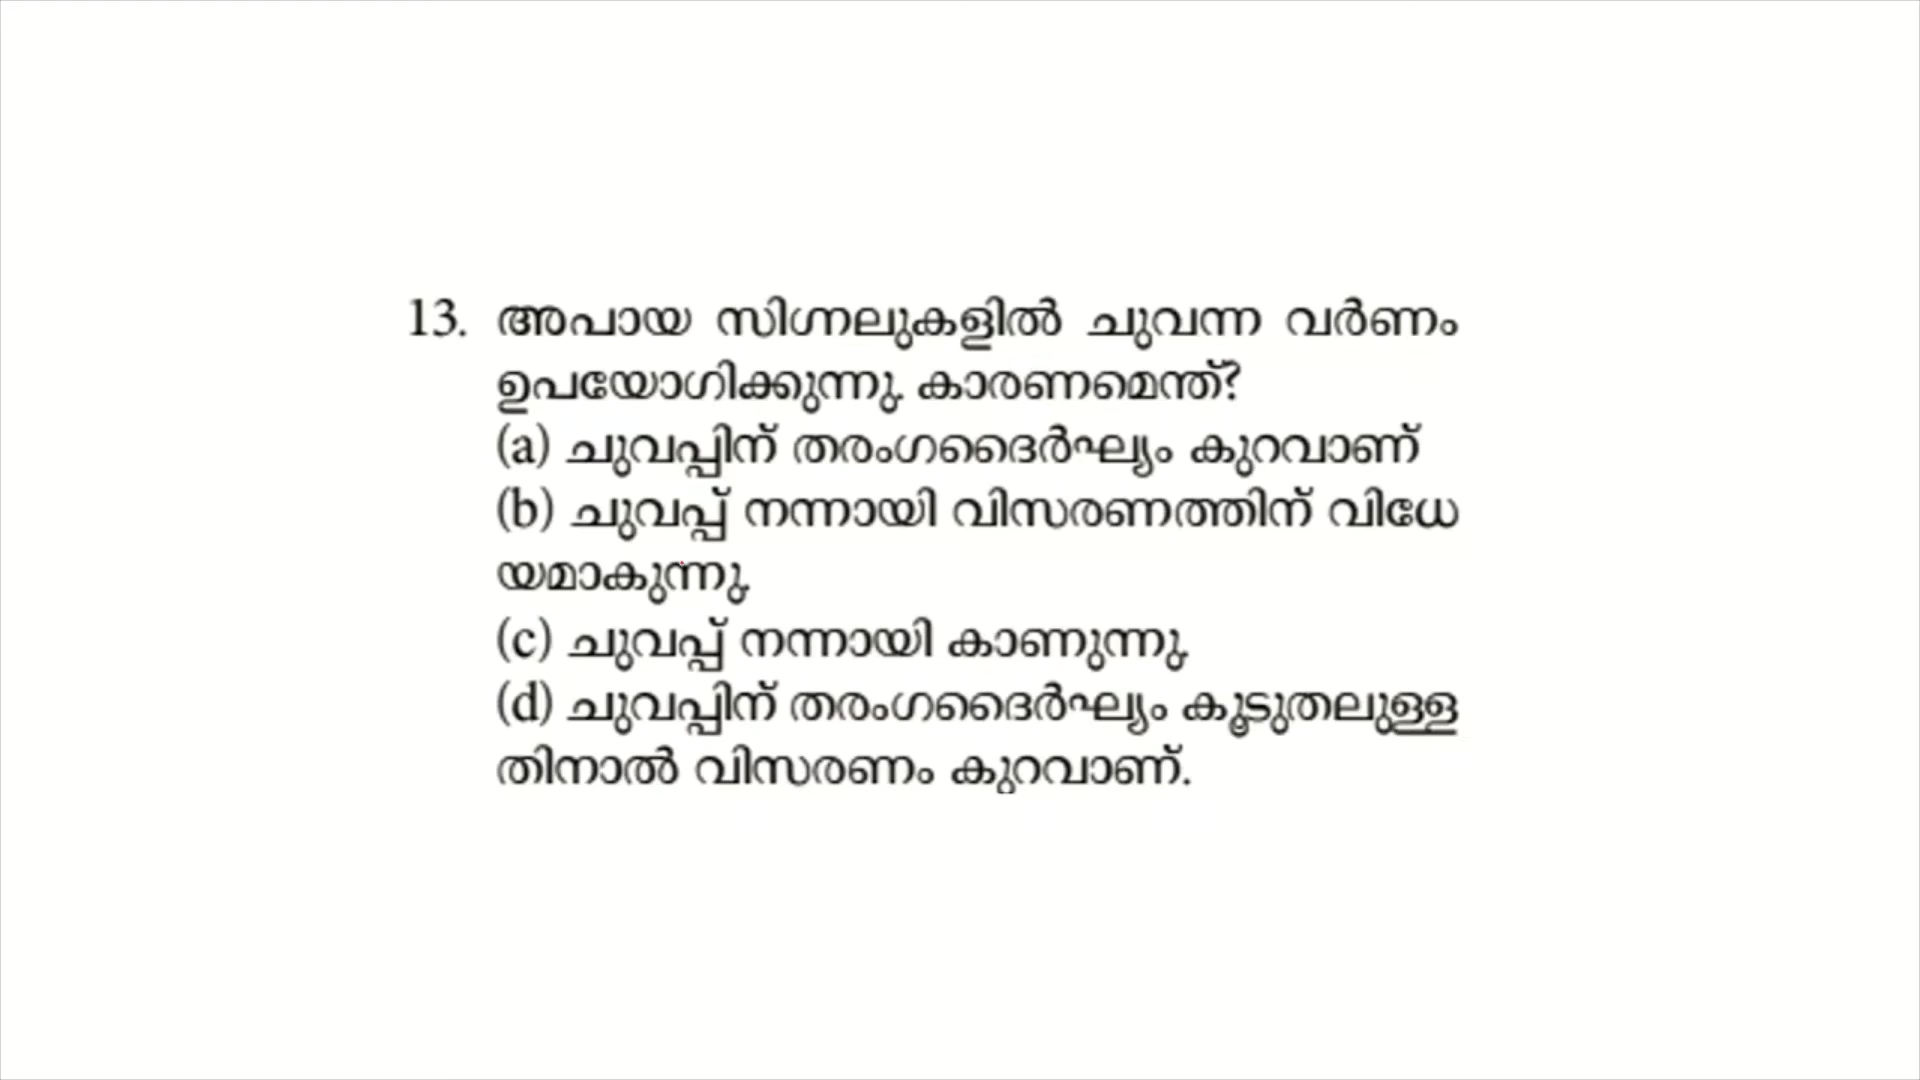 13. അപായ സിഗ്നലുകളിൽ ചുവന്ന വർണം
ഉപയോഗിക്കുന്നു. കാരണമെന്ത്?
(a) ചുവപ്പിന് തരംഗദൈർഘ്യം കുറവാണ്
(b) ചുവപ്പ് നന്നായി വിസരണത്തിന് വിധേ
യമാകുന്നു.
(c) ചുവപ്പ് നന്നായി കാണുന്നു.
(d) ചുവപ്പിന് തരംഗദൈർഘ്യം കൂടുതലുള്ള
തിനാൽ വിസരണം കുറവാണ്.